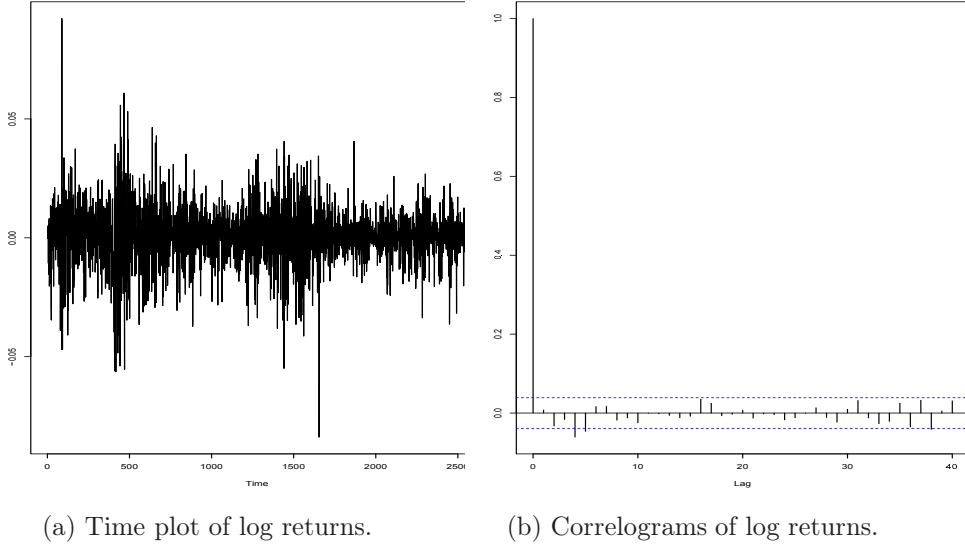 0.05
0.00
−0.05
0 500 1000 1500 2000 2500
Time
1.0
0.8
0.6
0.4
0.2
0.0
0 10 20 30 40
Lag
(a) Time plot of log returns.
(b) Correlograms of log returns.